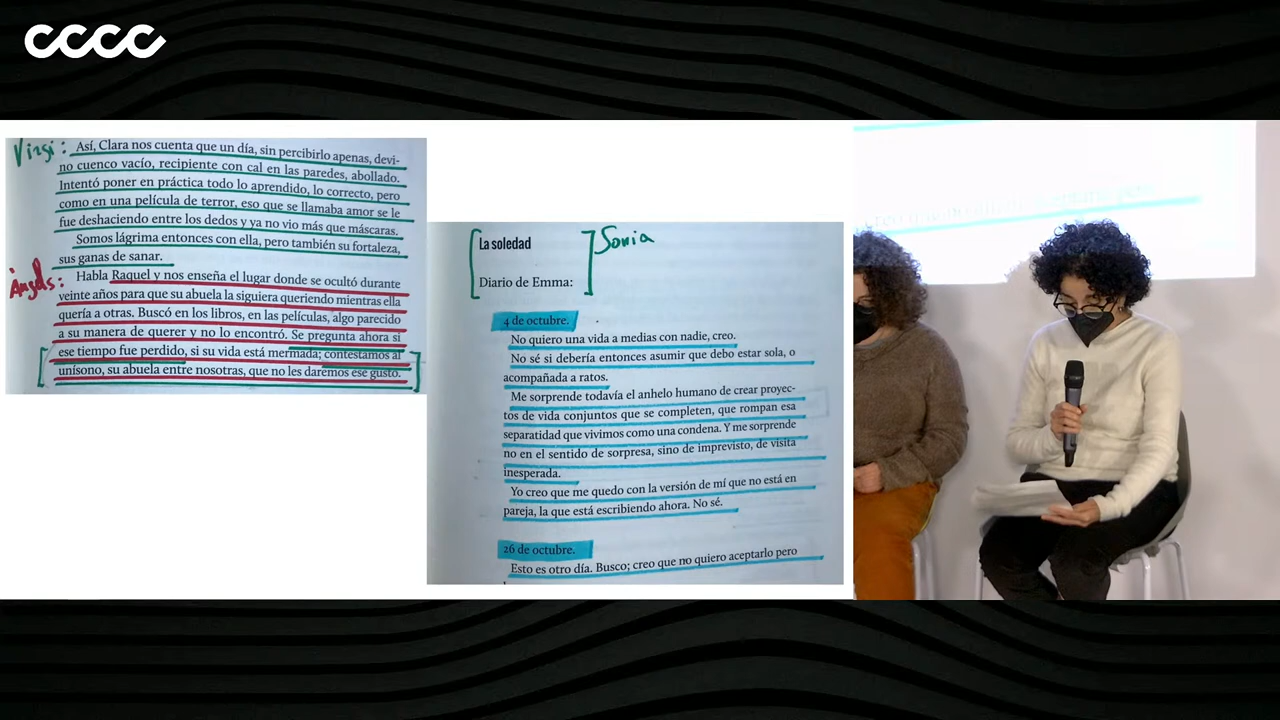 cccc
Virgi: Así, Clara nos cuenta que un día, sin percibirlo apenas, devi-
no cuenco vacío, recipiente con cal en las paredes, abollado.
Intentó poner en práctica todo lo aprendido, lo correcto, pero
como en una película de terror, eso que se llamaba amor se le
fue deshaciendo entre los dedos y ya no vio más que máscaras.
Somos lágrima entonces con ella, pero también su fortaleza,
sus ganas de sanar.
Àngels: Habla Raquel y nos enseña el lugar donde se ocultó durante
veinte años para que su abuela la siguiera queriendo mientras ella
quería a otras. Buscó en los libros, en las películas, algo parecido
a su manera de querer y no lo encontró. Se pregunta ahora si
ese tiempo fue perdido, si su vida está mermada; contestamos al
unísono, su abuela entre nosotras, que no les daremos ese gusto.
La soledad
Sonia
Diario de Emma:
4 de octubre.
No quiero una vida a medias con nadie, creo.
No sé si debería entonces asumir que debo estar sola, o
acompañada a ratos.
Me sorprende todavía el anhelo humano de crear proyec-
tos de vida conjuntos que se completen, que rompan esa
separatidad que vivimos como una condena. Y me sorprende
no en el sentido de sorpresa, sino de imprevisto, de visita
inesperada.
Yo creo que me quedo con la versión de mí que no está en
pareja, la que está escribiendo ahora. No sé.
26 de octubre.
Esto es otro día. Busco; creo que no quiero aceptarlo pero